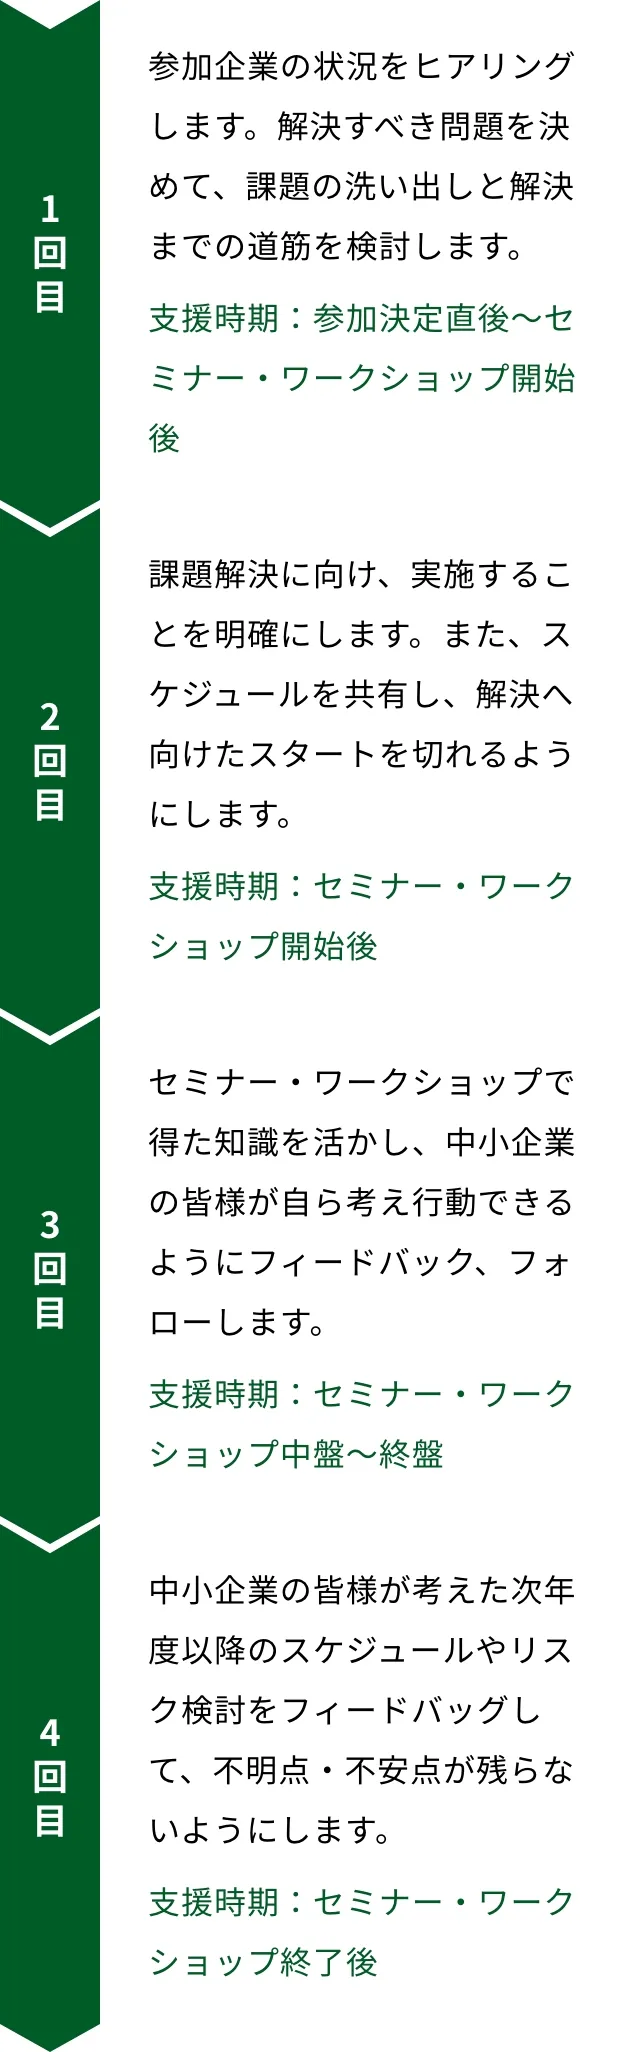 1回目
参加企業の状況をヒアリング
します。解決すべき問題を決
めて、課題の洗い出しと解決
までの道筋を検討します。
支援時期：参加決定直後～セ
ミナー・ワークショップ開始
後
2回目
課題解決に向け、実施するこ
とを明確にします。また、ス
ケジュールを共有し、解決へ
向けたスタートを切れるよう
にします。
支援時期：セミナー・ワーク
ショップ開始後
3回目
セミナー・ワークショップで
得た知識を活かし、中小企業
の皆様が自ら考え行動できる
ようにフィードバック、フォ
ローします。
支援時期：セミナー・ワーク
ショップ中盤～終盤
4回目
中小企業の皆様が考えた次年
度以降のスケジュールやリス
ク検討をフィードバッグし
て、不明点・不安点が残らな
いようにします。
支援時期：セミナー・ワーク
ショップ終了後